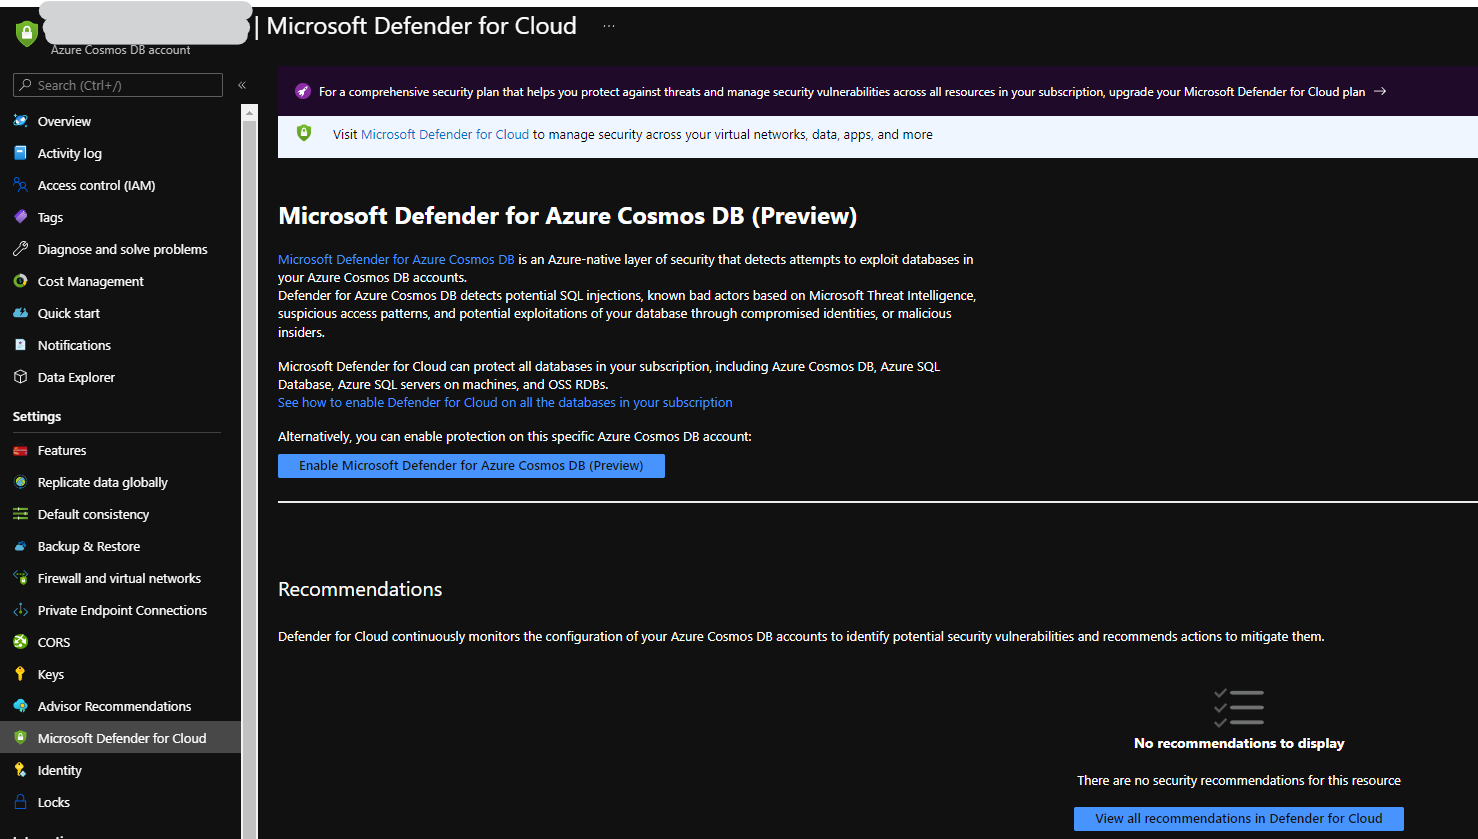 | Microsoft Defender for Cloud ...
Azure Cosmos DB account
Search (Ctrl+/)
«
Overview
Activity log
Access control (IAM)
Tags
Diagnose and solve problems
Cost Management
Quick start
Notifications
Data Explorer
Settings
Features
Replicate data globally
Default consistency
Backup & Restore
Firewall and virtual networks
Private Endpoint Connections
CORS
Keys
Advisor Recommendations
Microsoft Defender for Cloud
Identity
Locks
For a comprehensive security plan that helps you protect against threats and manage security vulnerabilities across all resources in your subscription, upgrade your Microsoft Defender for Cloud plan →
Visit Microsoft Defender for Cloud to manage security across your virtual networks, data, apps, and more
Microsoft Defender for Azure Cosmos DB (Preview)
Microsoft Defender for Azure Cosmos DB is an Azure-native layer of security that detects attempts to exploit databases in
your Azure Cosmos DB accounts.
Defender for Azure Cosmos DB detects potential SQL injections, known bad actors based on Microsoft Threat Intelligence,
suspicious access patterns, and potential exploitations of your database through compromised identities, or malicious
insiders.
Microsoft Defender for Cloud can protect all databases in your subscription, including Azure Cosmos DB, Azure SQL
Database, Azure SQL servers on machines, and OSS RDBs.
See how to enable Defender for Cloud on all the databases in your subscription
Alternatively, you can enable protection on this specific Azure Cosmos DB account:
Enable Microsoft Defender for Azure Cosmos DB (Preview)
Recommendations
Defender for Cloud continuously monitors the configuration of your Azure Cosmos DB accounts to identify potential security vulnerabilities and recommends actions to mitigate them.
No recommendations to display
There are no security recommendations for this resource
View all recommendations in Defender for Cloud